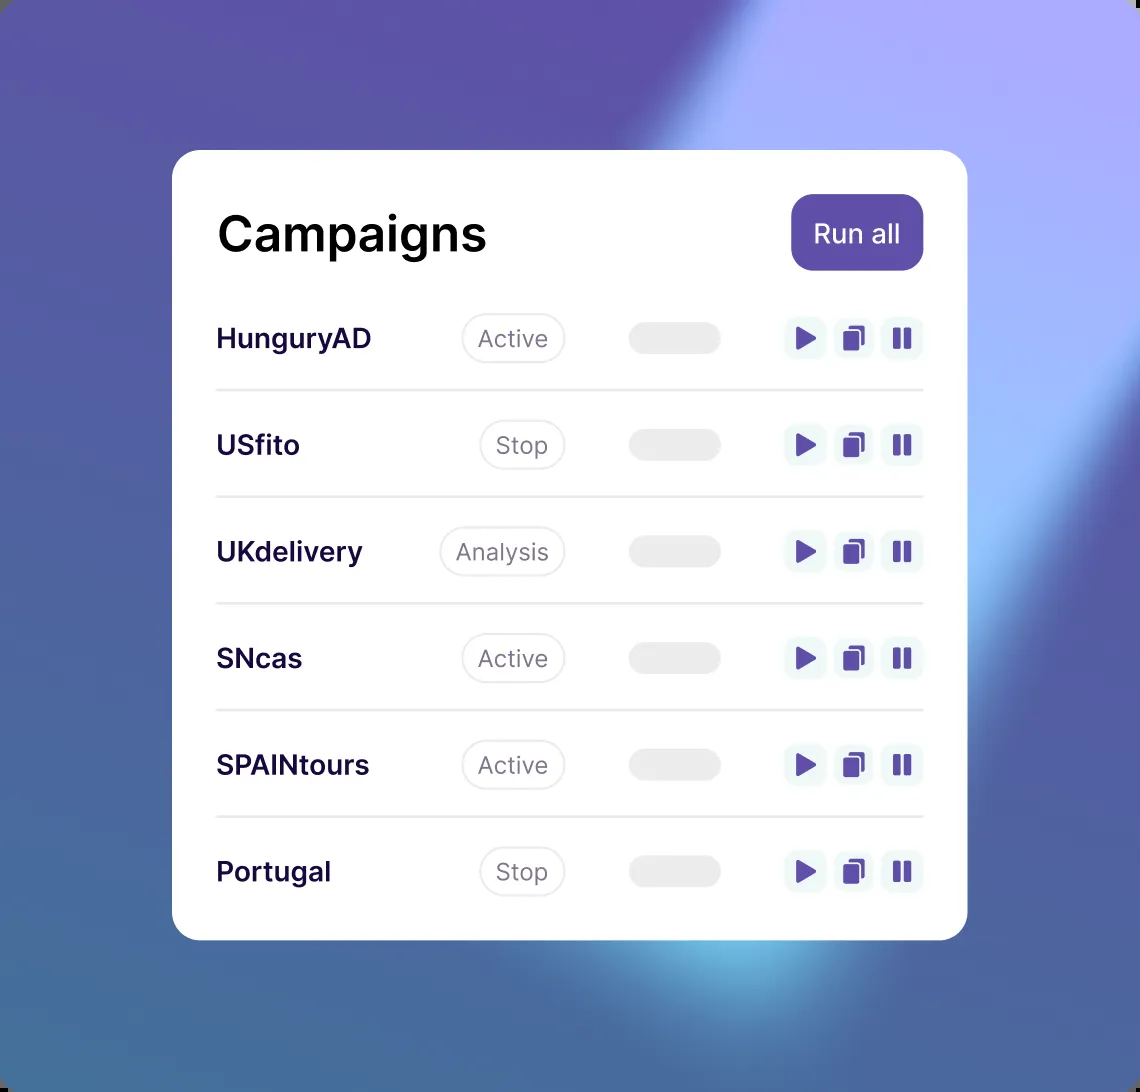 Campaigns
Run all
HunguryAD Active
USfito Stop
UKdelivery Analysis
SNcas Active
SPAINtours Active
Portugal Stop